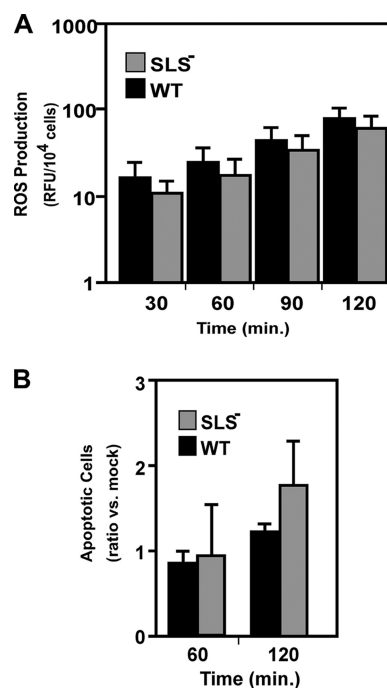 A
1000
100
10
1
ROS Production
(RFU/10⁴ cells)
SLS⁻
WT
30 60 90 120
Time (min.)
B
3
2
1
0
Apoptotic Cells
(ratio vs. mock)
SLS⁻
WT
60 120
Time (min.)